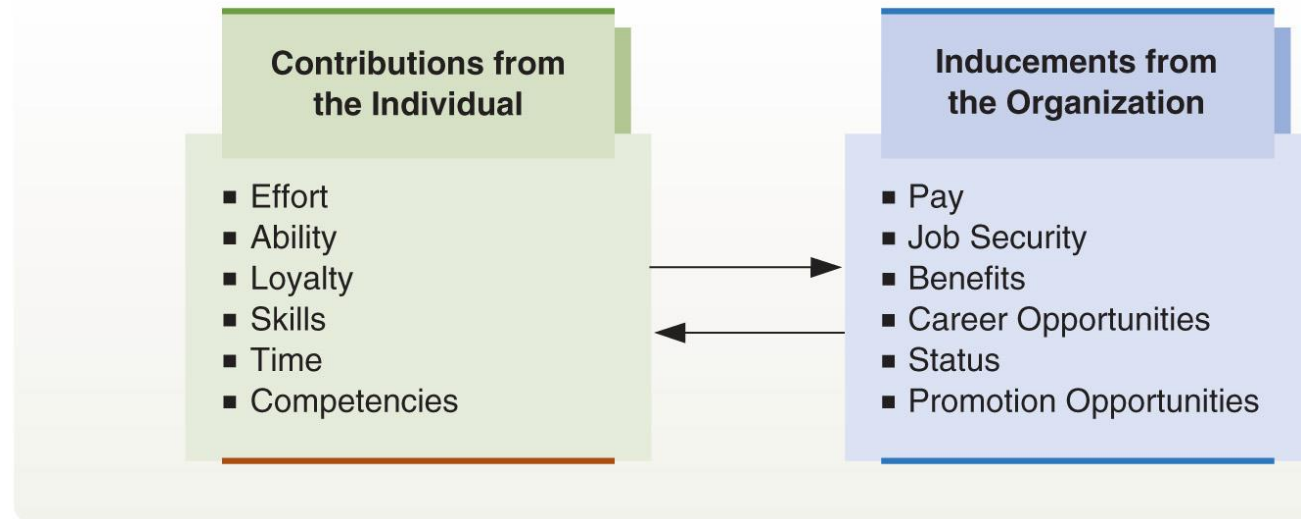 Contributions from
the Individual
■ Effort
■ Ability
■ Loyalty
■ Skills
■ Time
■ Competencies
Inducements from
the Organization
■ Pay
■ Job Security
■ Benefits
■ Career Opportunities
■ Status
■ Promotion Opportunities